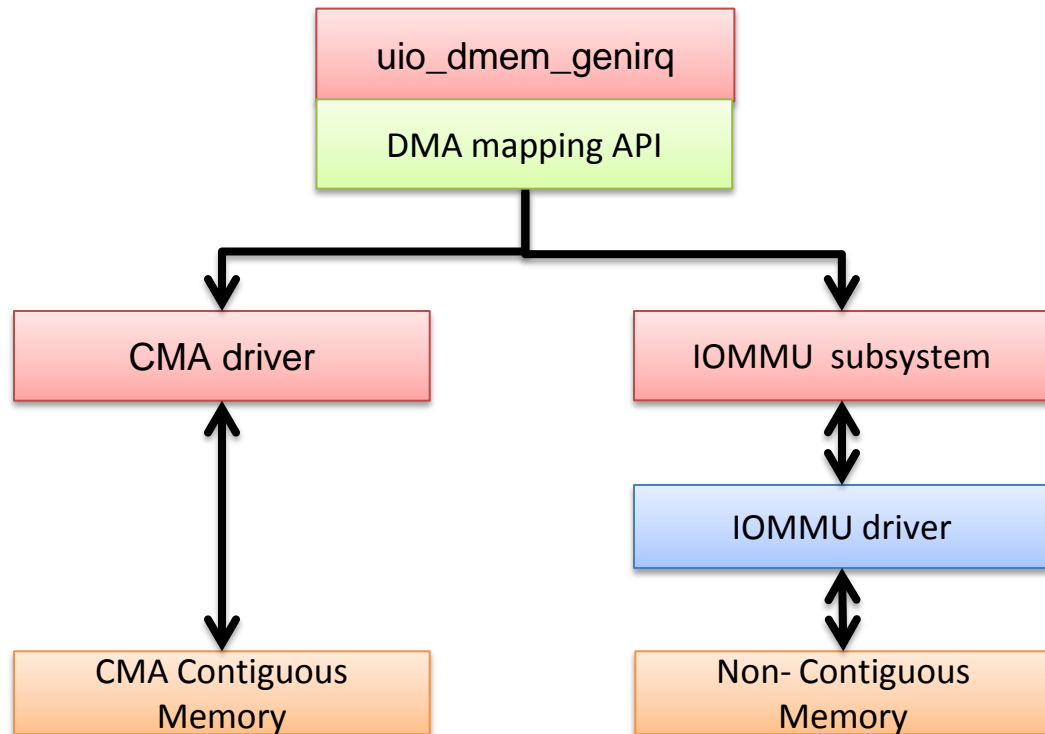 uio_dmem_genirq
DMA mapping API
CMA driver
IOMMU  subsystem
IOMMU driver
CMA Contiguous
Memory
Non- Contiguous
Memory